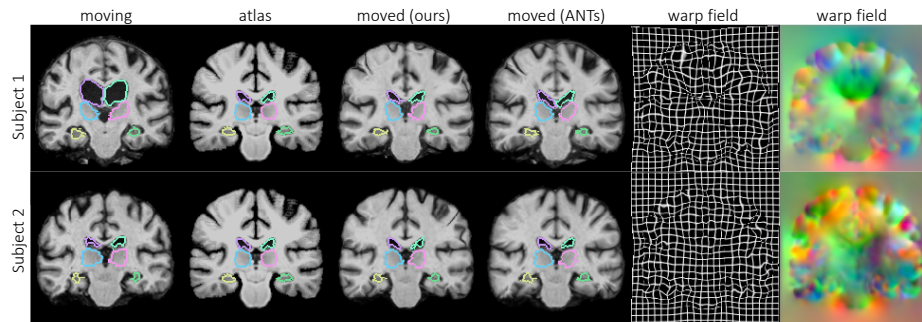 moving atlas moved (ours) moved (ANTs) warp field warp field
Subject 1
Subject 2